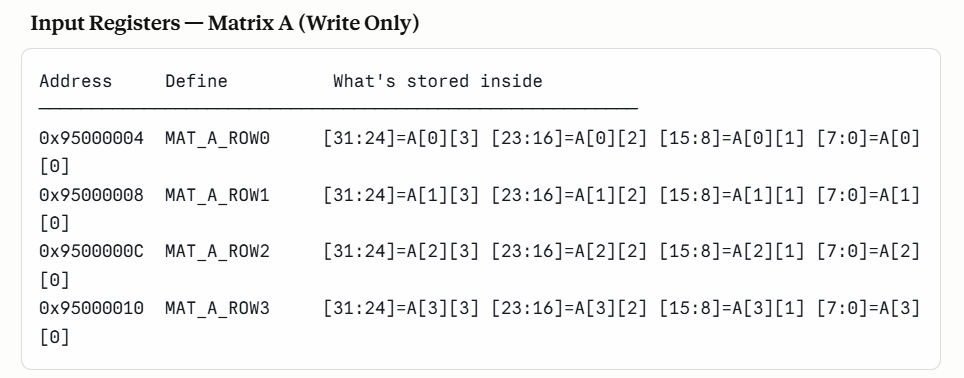 Input Registers — Matrix A (Write Only)
Address     Define          What's stored inside
─────────────────────────────────────────────────────────
0x95000004  MAT_A_ROW0     [31:24]=A[0][3] [23:16]=A[0][2] [15:8]=A[0][1] [7:0]=A[0]
[0]
0x95000008  MAT_A_ROW1     [31:24]=A[1][3] [23:16]=A[1][2] [15:8]=A[1][1] [7:0]=A[1]
[0]
0x9500000C  MAT_A_ROW2     [31:24]=A[2][3] [23:16]=A[2][2] [15:8]=A[2][1] [7:0]=A[2]
[0]
0x95000010  MAT_A_ROW3     [31:24]=A[3][3] [23:16]=A[3][2] [15:8]=A[3][1] [7:0]=A[3]
[0]